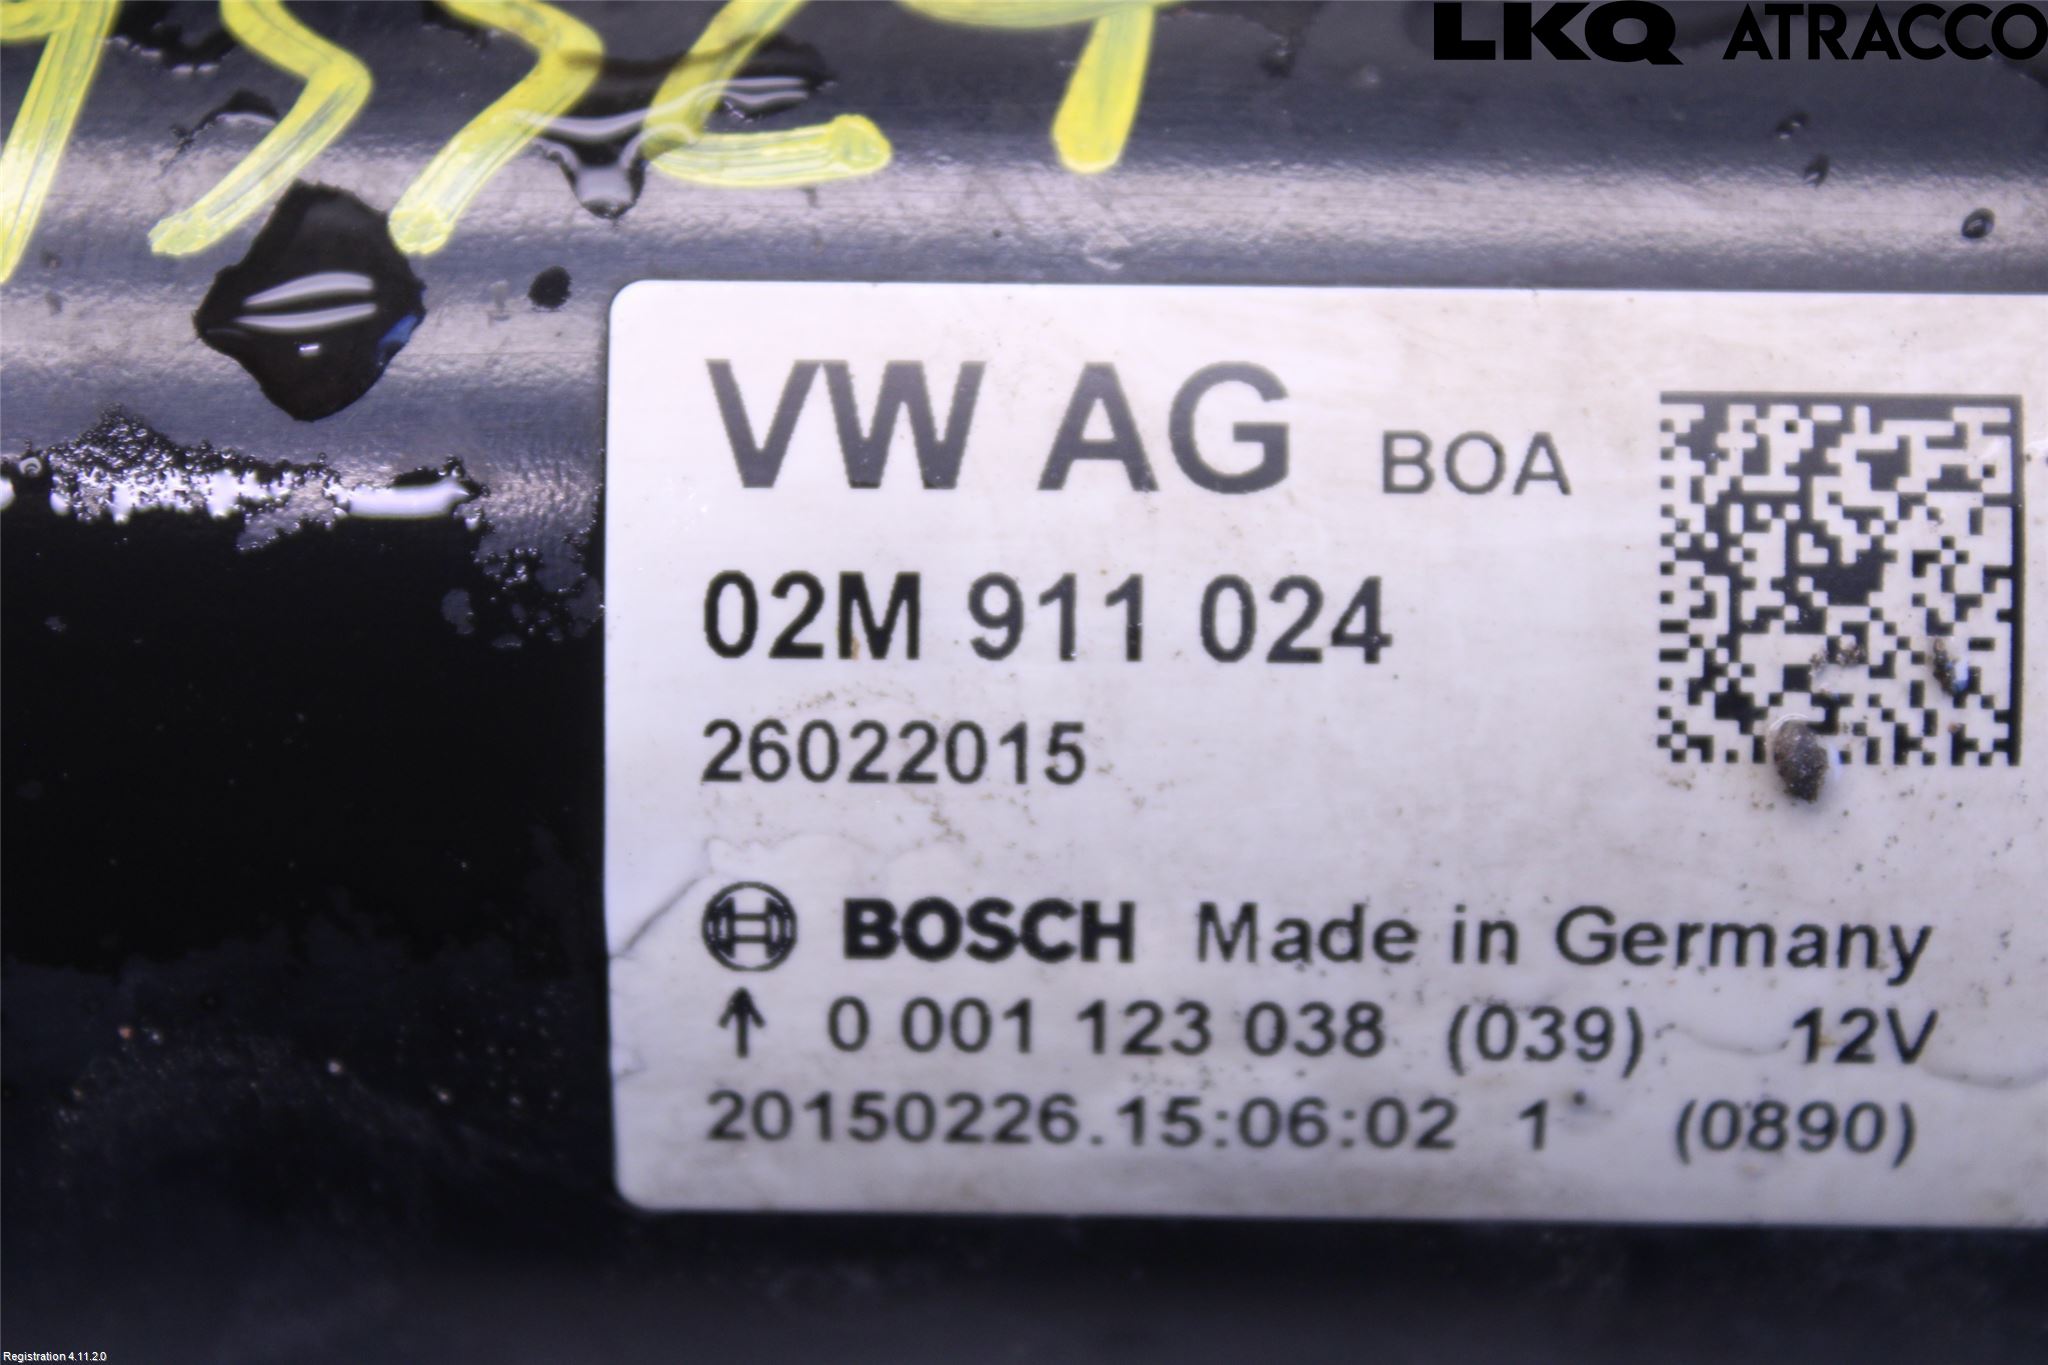 LKQ ATRACCO
VW AG BOA
02M 911 024
26022015
BOSCH Made in Germany
↑ 0 001 123 038 (039) 12V
20150226.15:06:02 1 (0890)
Registration 4.11.2.0